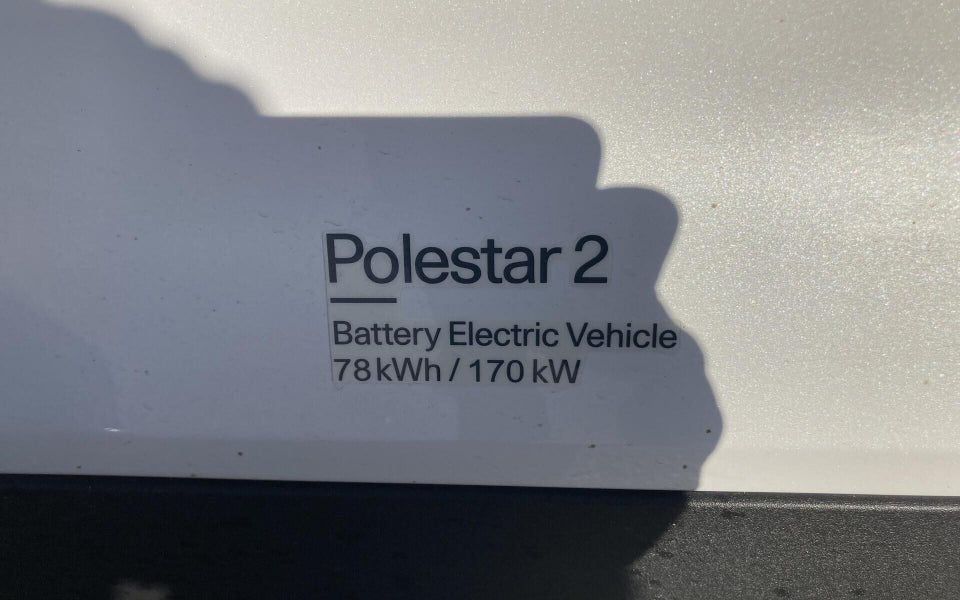 Polestar 2
Battery Electric Vehicle
78 kWh / 170 kW